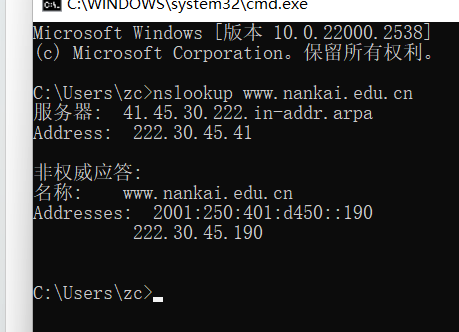 C:\WINDOWS\system32\cmd.exe
Microsoft Windows [版本 10.0.22000.2538]
(c) Microsoft Corporation。保留所有权利。
C:\Users\zc>nslookup www.nankai.edu.cn
服务器:  41.45.30.222.in-addr.arpa
Address:  222.30.45.41
非权威应答:
名称:    www.nankai.edu.cn
Addresses:  2001:250:401:d450::190
222.30.45.190
C:\Users\zc>